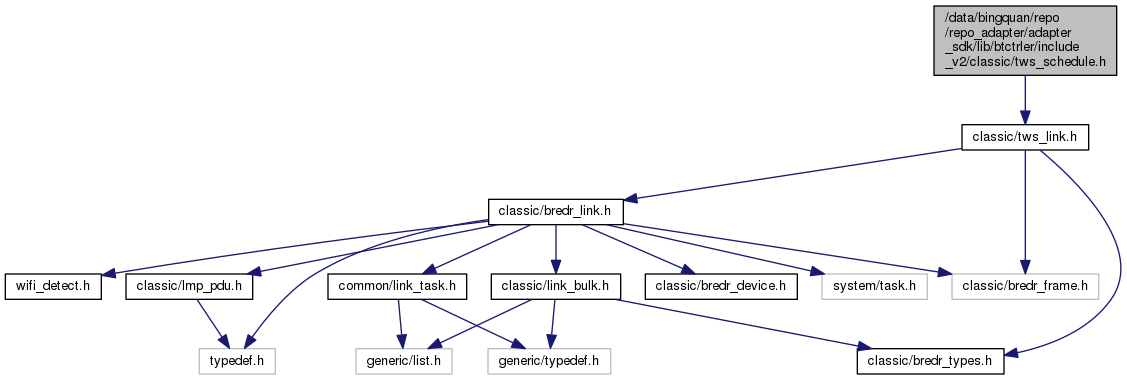 /data/bingquan/repo
/repo_adapter/adapter
_sdk/lib/btctrler/include
_v2/classic/tws_schedule.h
classic/tws_link.h
classic/bredr_link.h
wifi_detect.h
classic/lmp_pdu.h
common/link_task.h
classic/link_bulk.h
classic/bredr_device.h
system/task.h
classic/bredr_frame.h
typedef.h
generic/list.h
generic/typedef.h
classic/bredr_types.h